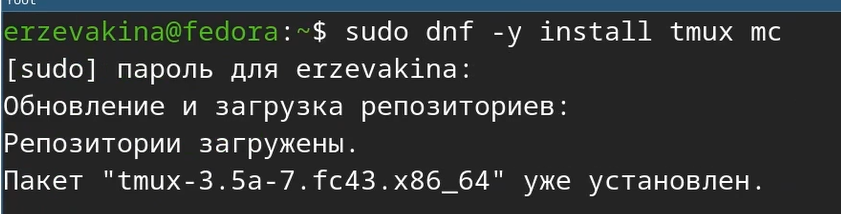 erzevakina@fedora:~$ sudo dnf -y install tmux mc
[sudo] пароль для erzevakina:
Обновление и загрузка репозиториев:
Репозитории загружены.
Пакет "tmux-3.5a-7.fc43.x86_64" уже установлен.